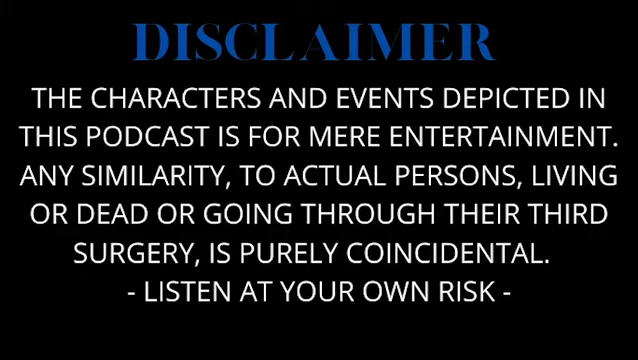 DISCLAIMER
THE CHARACTERS AND EVENTS DEPICTED IN
THIS PODCAST IS FOR MERE ENTERTAINMENT.
ANY SIMILARITY, TO ACTUAL PERSONS, LIVING
OR DEAD OR GOING THROUGH THEIR THIRD
SURGERY, IS PURELY COINCIDENTAL.
- LISTEN AT YOUR OWN RISK -